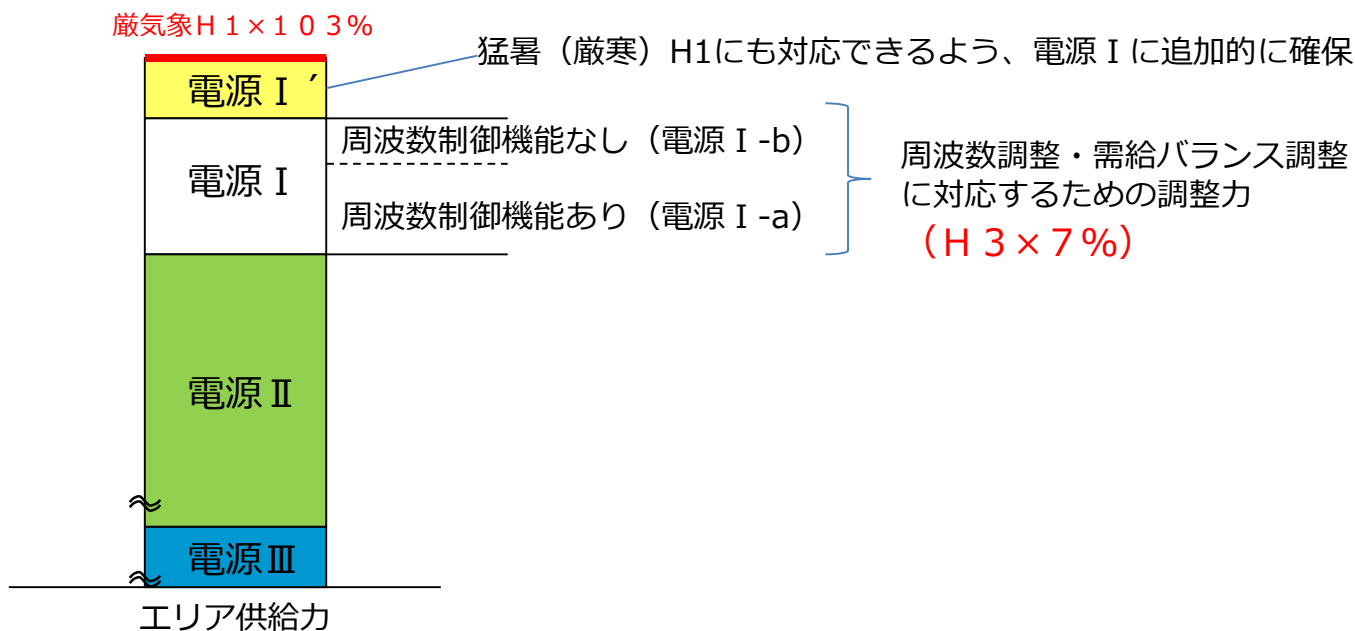 厳気象H１×１０３%
猛暑（厳寒）H1にも対応できるよう、電源Ⅰに追加的に確保
電源Ⅰ´
周波数制御機能なし（電源Ⅰ-b）
電源Ⅰ
周波数制御機能あり（電源Ⅰ-a）
周波数調整・需給バランス調整
に対応するための調整力
（H３×７%）
電源Ⅱ
電源Ⅲ
エリア供給力